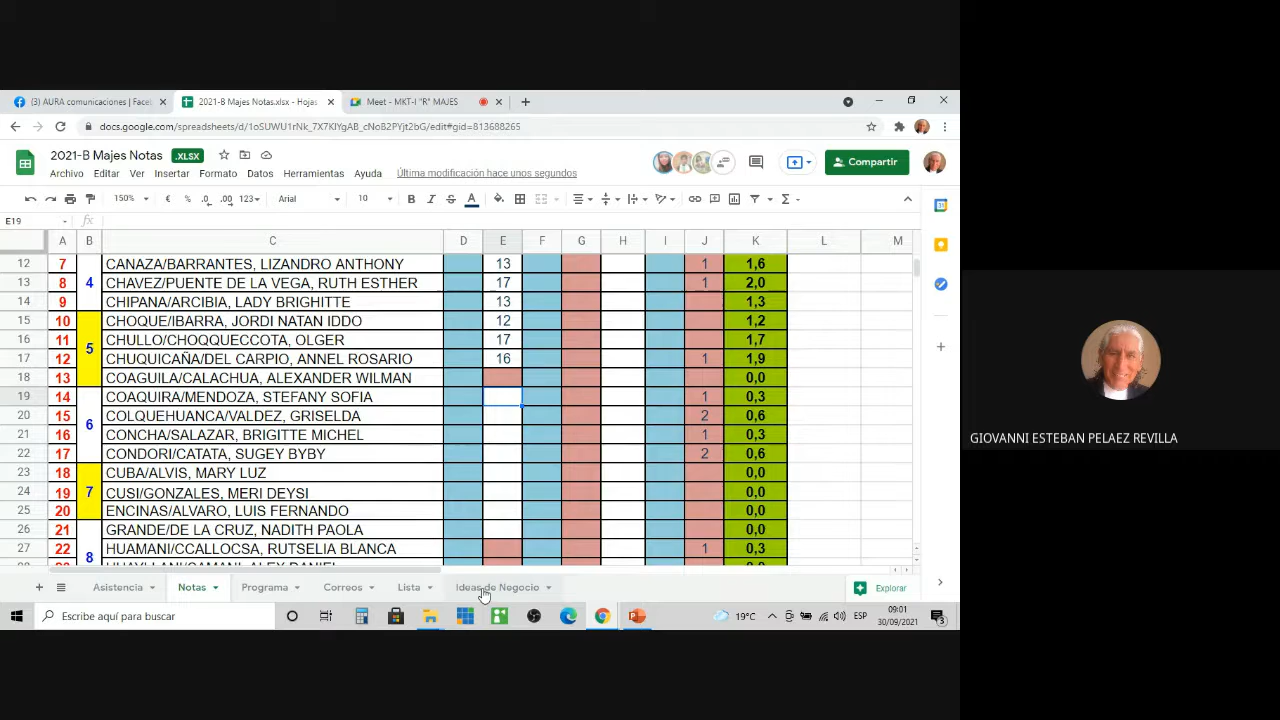 (3) AURA comunicaciones | Facel
2021-B Majes Notas.xlsx - Hojas
Meet - MKT-I "R" MAJES
docs.google.com/spreadsheets/d/1oSUWU1rNk_7X7KlYgAB_cNoB2PYjt2bG/edit#gid=813688265
2021-B Majes Notas .XLSX
Compartir
Archivo Editar Ver Insertar Formato Datos Herramientas Ayuda Última modificación hace unos segundos
150% € % .0 .00 123 Arial 10 B I S A
E19 fx
A B C D E F G H I J K L M
12 7 CANAZA/BARRANTES, LIZANDRO ANTHONY 13 1 1,6
13 8 4 CHAVEZ/PUENTE DE LA VEGA, RUTH ESTHER 17 1 2,0
14 9 CHIPANA/ARCIBIA, LADY BRIGHITTE 13 1,3
15 10 CHOQUE/IBARRA, JORDI NATAN IDDO 12 1,2
16 11 5 CHULLO/CHOQQUECCOTA, OLGER 17 1,7
17 12 CHUQUICAÑA/DEL CARPIO, ANNEL ROSARIO 16 1 1,9
18 13 COAGUILA/CALACHUA, ALEXANDER WILMAN 0,0
19 14 COAQUIRA/MENDOZA, STEFANY SOFIA 1 0,3
20 15 6 COLQUEHUANCA/VALDEZ, GRISELDA 2 0,6
21 16 CONCHA/SALAZAR, BRIGITTE MICHEL 1 0,3
22 17 CONDORI/CATATA, SUGEY BYBY 2 0,6
23 18 CUBA/ALVIS, MARY LUZ 0,0
24 19 7 CUSI/GONZALES, MERI DEYSI 0,0
25 20 ENCINAS/ALVARO, LUIS FERNANDO 0,0
26 21 GRANDE/DE LA CRUZ, NADITH PAOLA 0,0
27 22 8 HUAMANI/CCALLOCSA, RUTSELIA BLANCA 1 0,3
Asistencia Notas Programa Correos Lista Ideas de Negocio Explorar
Escribe aquí para buscar
19°C ESP 09:01
30/09/2021 3
GIOVANNI ESTEBAN PELAEZ REVILLA